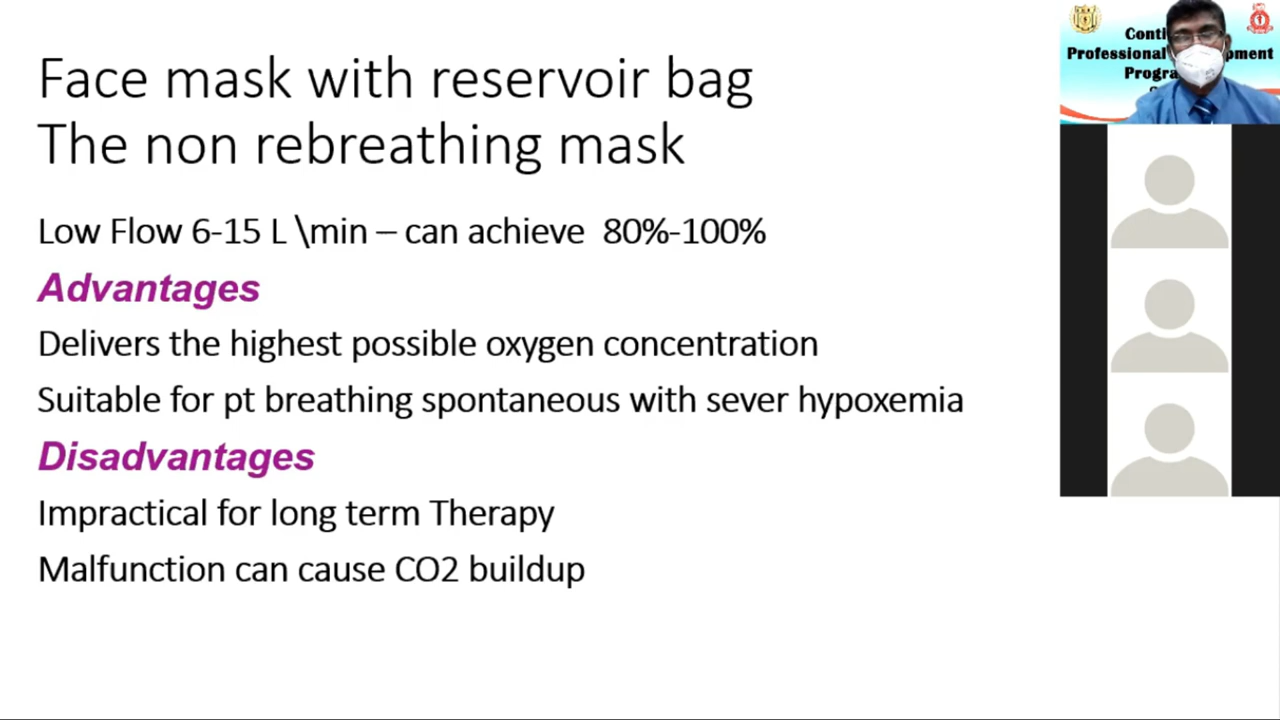 Face mask with reservoir bag
The non rebreathing mask
Low Flow 6-15 L \min – can achieve 80%-100%
Advantages
Delivers the highest possible oxygen concentration
Suitable for pt breathing spontaneous with sever hypoxemia
Disadvantages
Impractical for long term Therapy
Malfunction can cause CO2 buildup
Professional